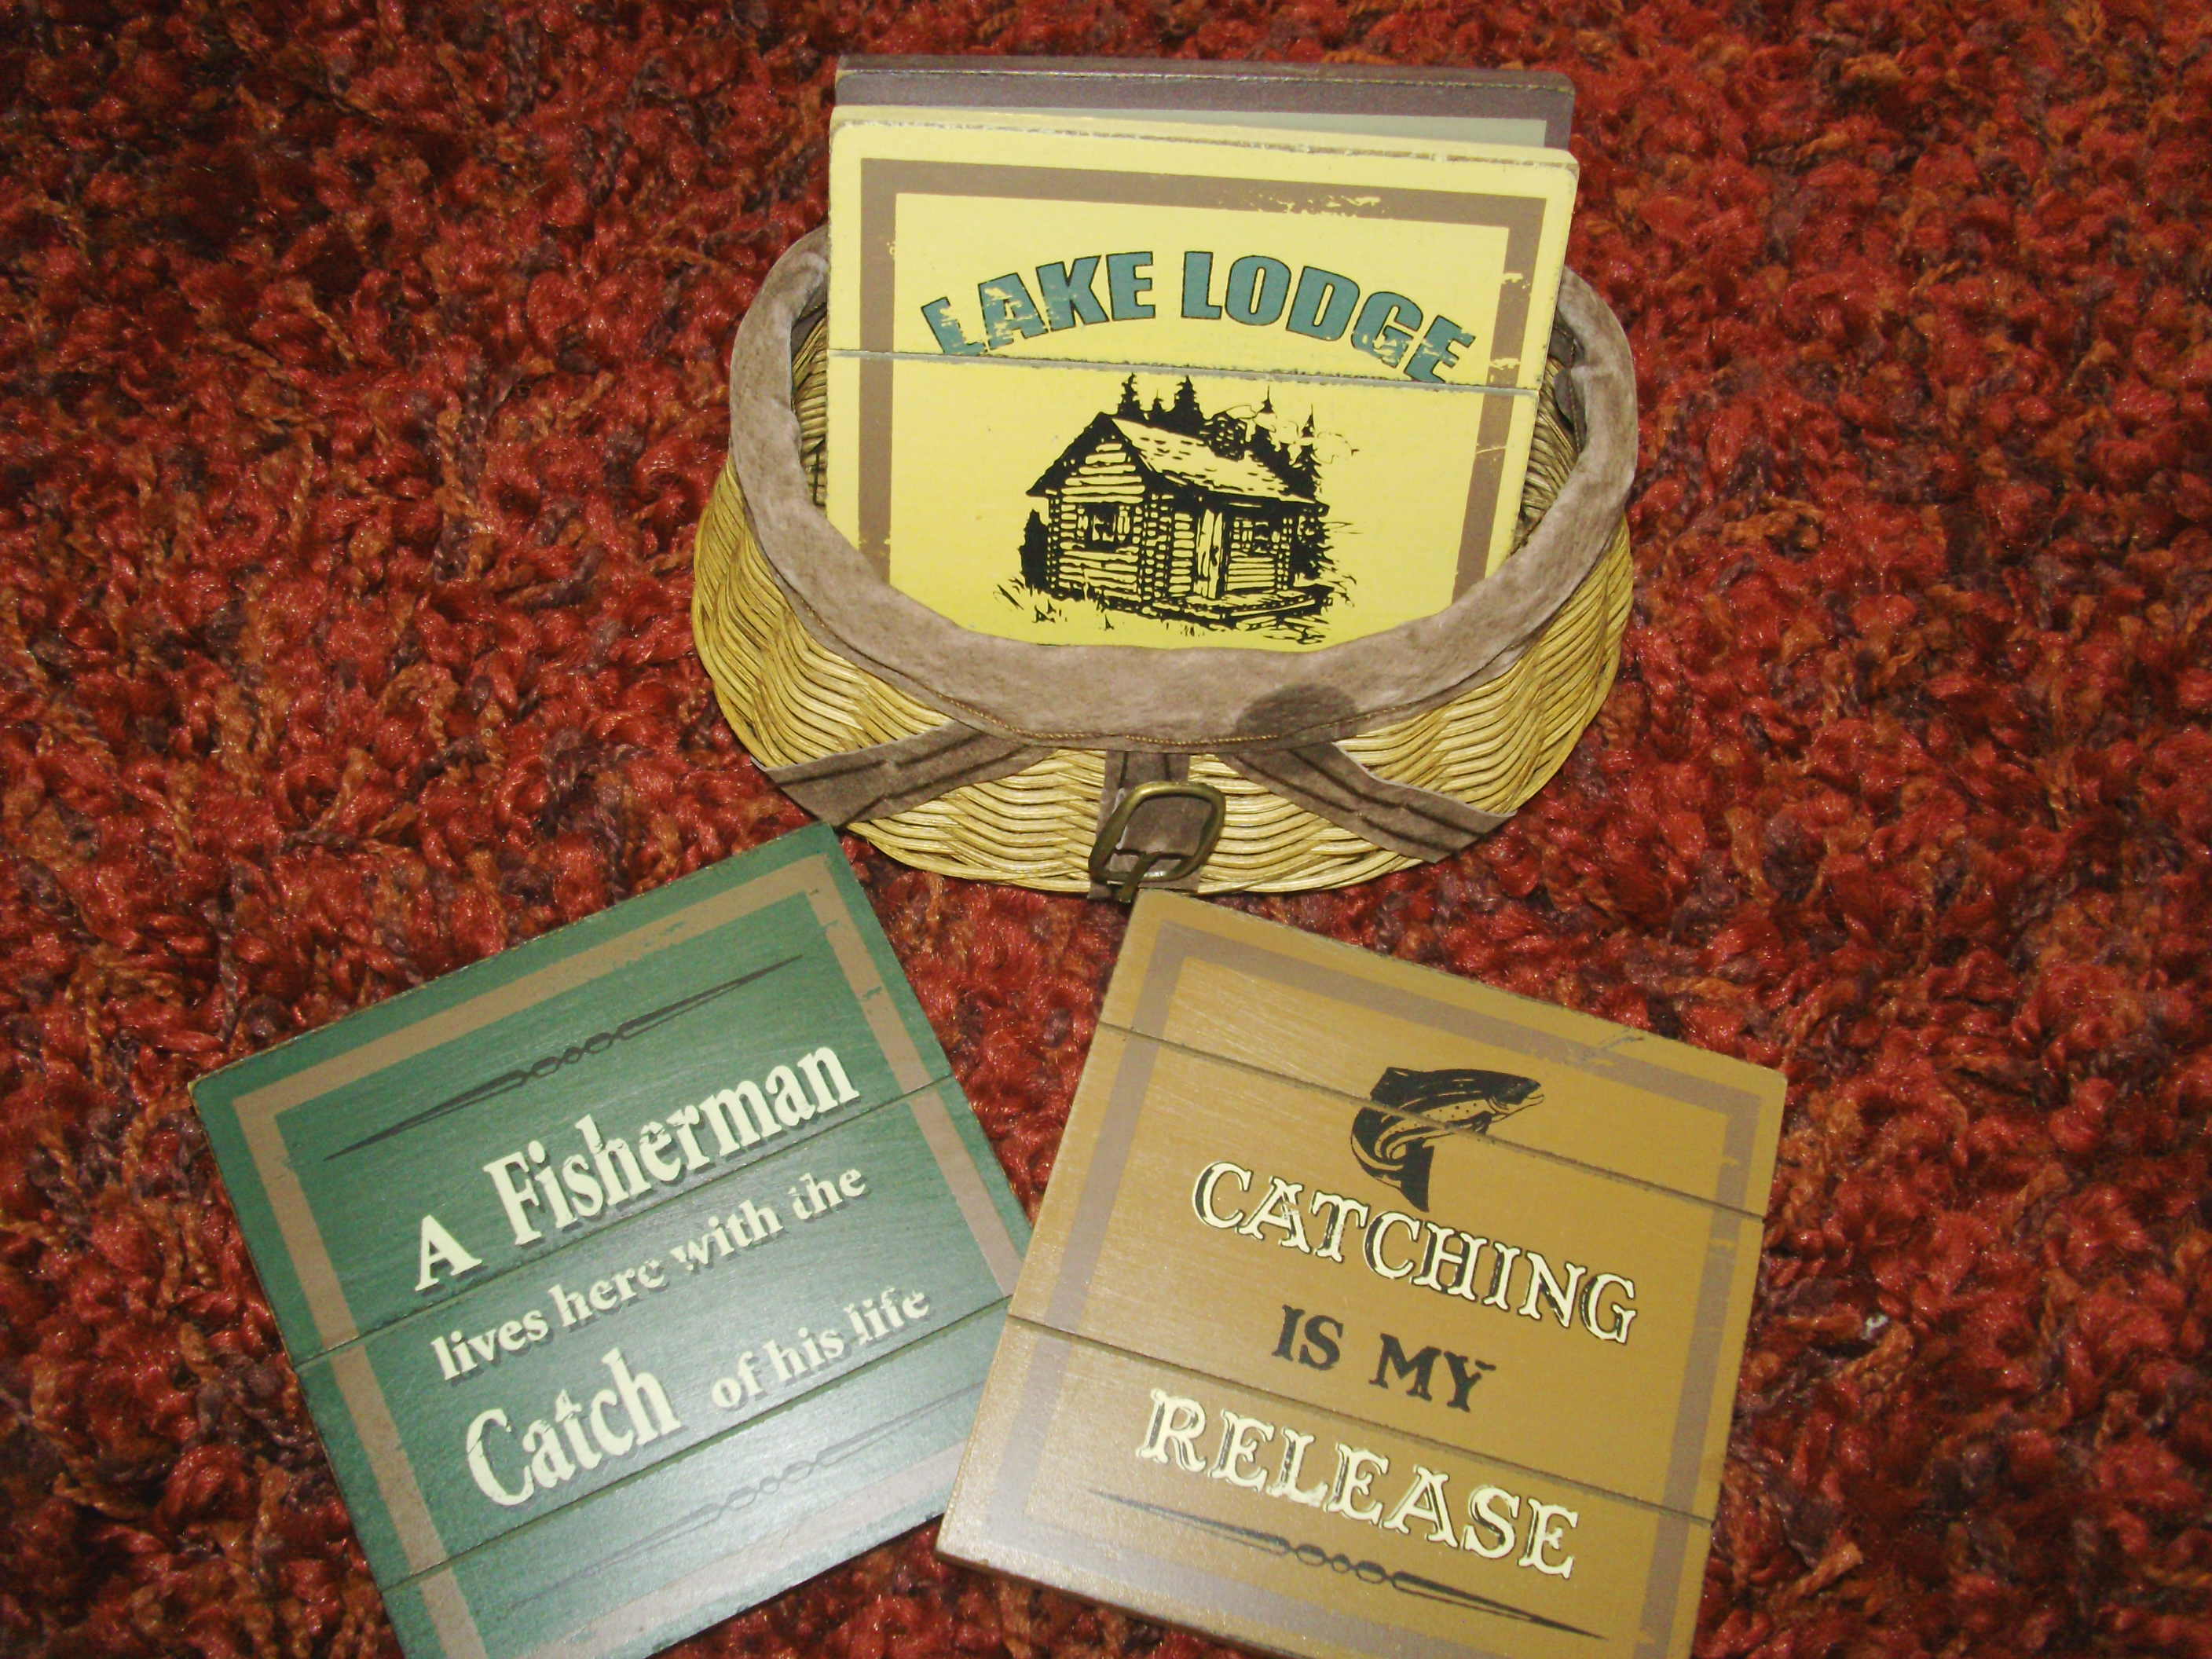 LAKE LODGE
A Fisherman
lives here with the
Catch of his life
CATCHING
IS MY
RELEASE